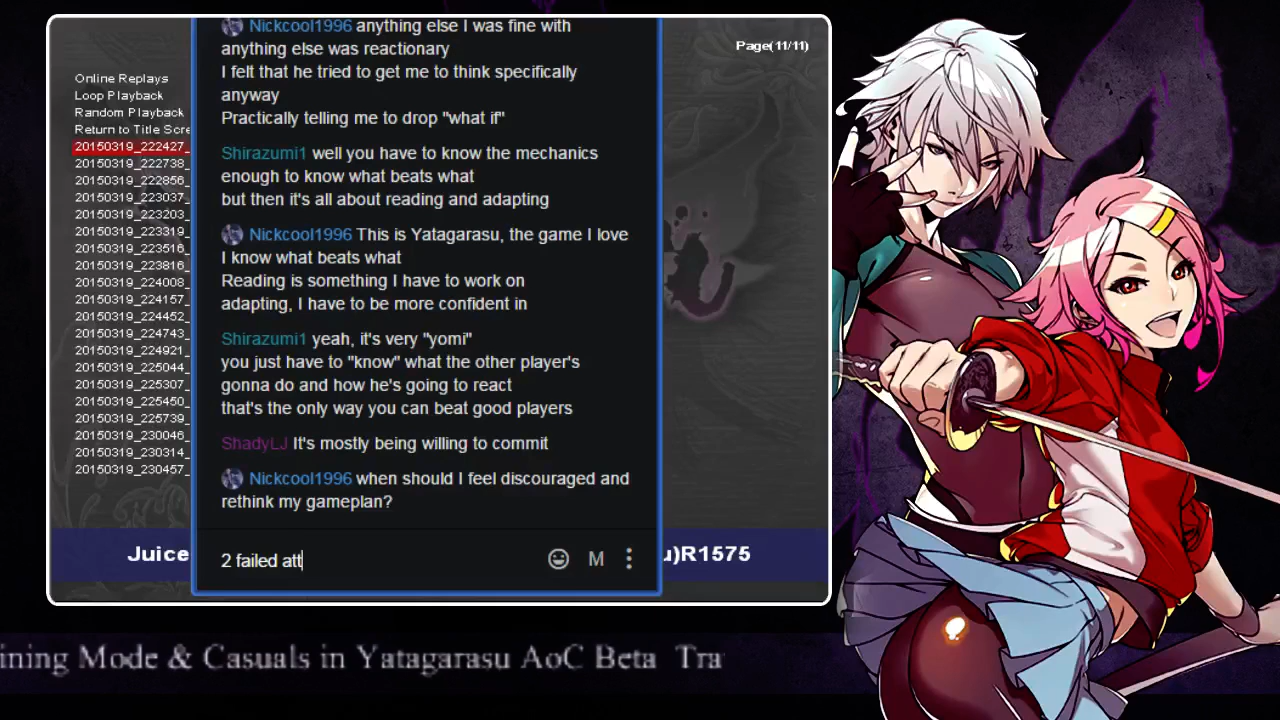 Page(11/11)
Online Replays
Loop Playback
Random Playback
Return to Title Scre
20150319_222427_
20150319_222738_
20150319_222856_
20150319_223037_
20150319_223203_
20150319_223319_
20150319_223516_
20150319_223816_
20150319_224008_
20150319_224157_
20150319_224452_
20150319_224743_
20150319_224921_
20150319_225044_
20150319_225307_
20150319_225450_
20150319_225739_
20150319_230046_
20150319_230314_
20150319_230457_
Nickcool1996 anything else I was fine with
anything else was reactionary
I felt that he tried to get me to think specifically
anyway
Practically telling me to drop "what if"
Shirazumi1 well you have to know the mechanics
enough to know what beats what
but then it's all about reading and adapting
Nickcool1996 This is Yatagarasu, the game I love
I know what beats what
Reading is something I have to work on
adapting, I have to be more confident in
Shirazumi1 yeah, it's very "yomi"
you just have to "know" what the other player's
gonna do and how he's going to react
that's the only way you can beat good players
ShadyLJ It's mostly being willing to commit
Nickcool1996 when should I feel discouraged and
rethink my gameplan?
2 failed att
M
Juice
u)R1575
ining Mode & Casuals in Yatagarasu AoC Beta Tra